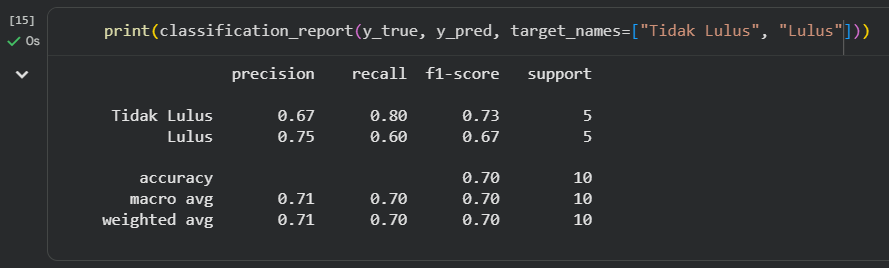 [15]
0s
print(classification_report(y_true, y_pred, target_names=["Tidak Lulus", "Lulus"]))
precision recall f1-score support
Tidak Lulus 0.67 0.80 0.73 5
Lulus 0.75 0.60 0.67 5
accuracy 0.70 10
macro avg 0.71 0.70 0.70 10
weighted avg 0.71 0.70 0.70 10